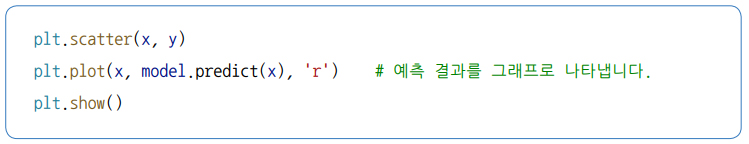 plt.scatter(x, y)
plt.plot(x, model.predict(x), 'r')    # 예측 결과를 그래프로 나타냅니다.
plt.show()